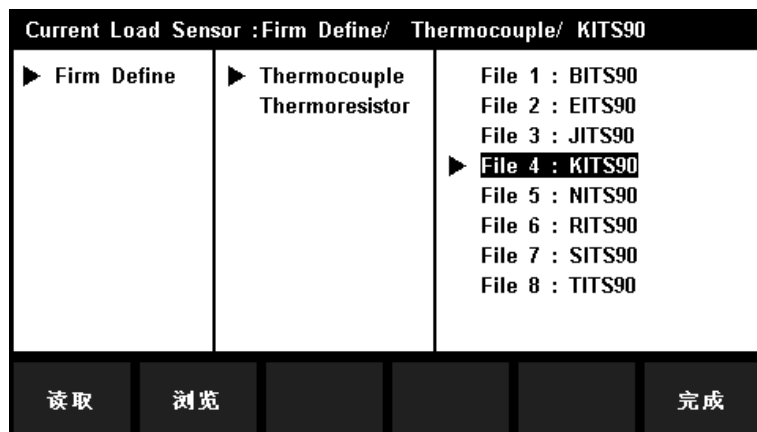 Current Load Sensor :Firm Define/ Thermocouple/ KITS90
Firm Define
Thermocouple
Thermoresistor
File 1 : BITS90
File 2 : EITS90
File 3 : JITS90
File 4 : KITS90
File 5 : NITS90
File 6 : RITS90
File 7 : SITS90
File 8 : TITS90
读取 浏览 完成